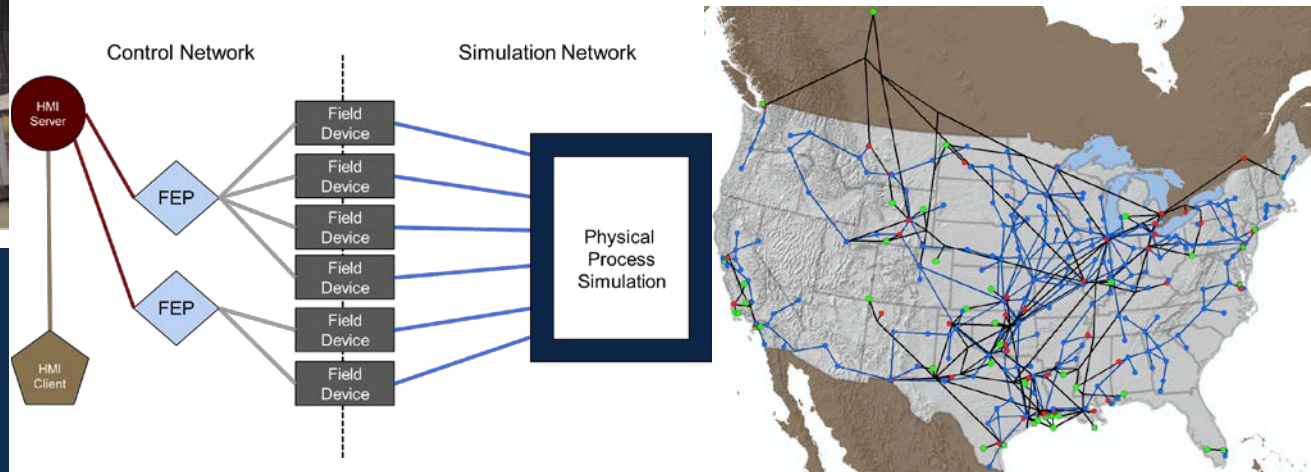 Control Network
Simulation Network
HMI
Server
FEP
FEP
HMI
Client
Field
Device
Field
Device
Field
Device
Field
Device
Field
Device
Field
Device
Physical
Process
Simulation